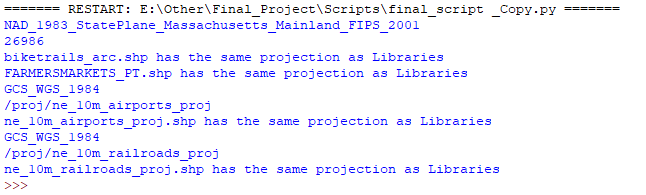 ======= RESTART: E:\Other\Final_Project\Scripts\final_script _Copy.py =======
NAD_1983_StatePlane_Massachusetts_Mainland_FIPS_2001
26986
biketrails_arc.shp has the same projection as Libraries
FARMERSMARKETS_PT.shp has the same projection as Libraries
GCS_WGS_1984
/proj/ne_10m_airports_proj
ne_10m_airports_proj.shp has the same projection as Libraries
GCS_WGS_1984
/proj/ne_10m_railroads_proj
ne_10m_railroads_proj.shp has the same projection as Libraries
>>>